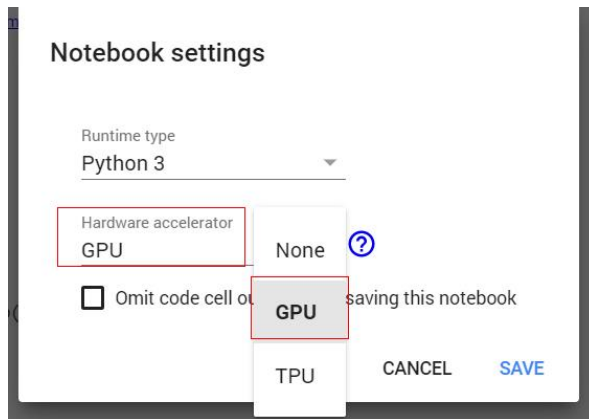 Notebook settings
Runtime type
Python 3
Hardware accelerator
GPU
None
Omit code cell ou
saving this notebook
GPU
TPU
CANCEL SAVE